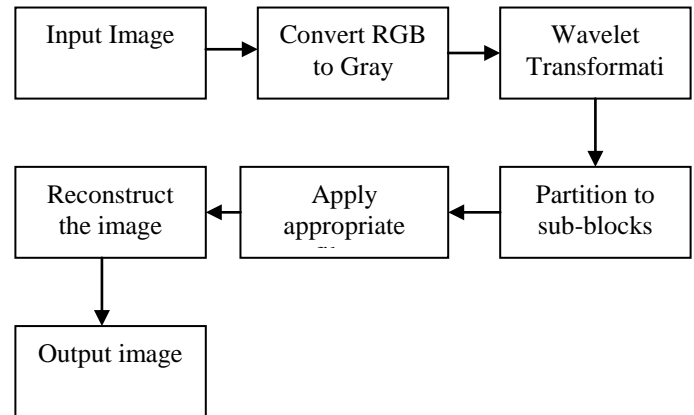 Input Image
Convert RGB
to Gray
Wavelet
Transformati
Partition to
sub-blocks
Apply
appropriate
Reconstruct
the image
Output image